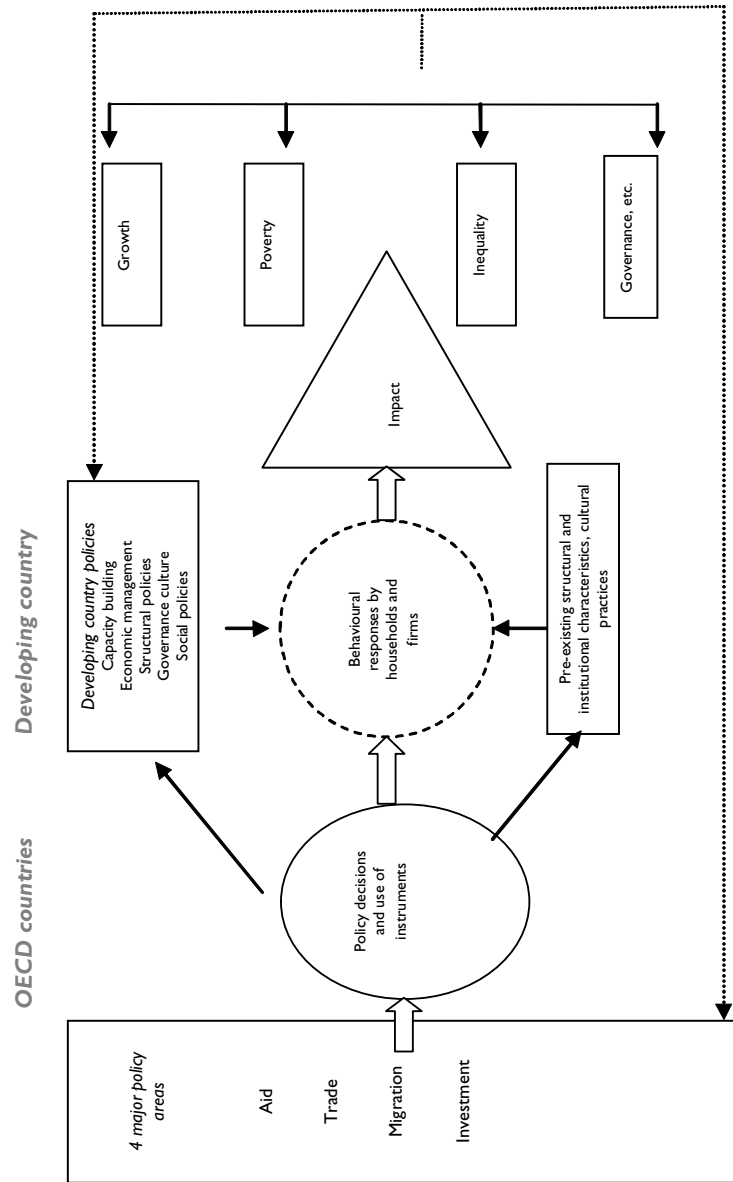 OECD countries
Developing country
4 major policy
areas
Aid
Trade
Migration
Investment
Policy decisions
and use of
instruments
Developing country policies
Capacity building
Economic management
Structural policies
Governance culture
Social policies
Behavioural
responses by
households and
firms
Pre-existing structural and
institutional characteristics, cultural
practices
Impact
Growth
Poverty
Inequality
Governance, etc.